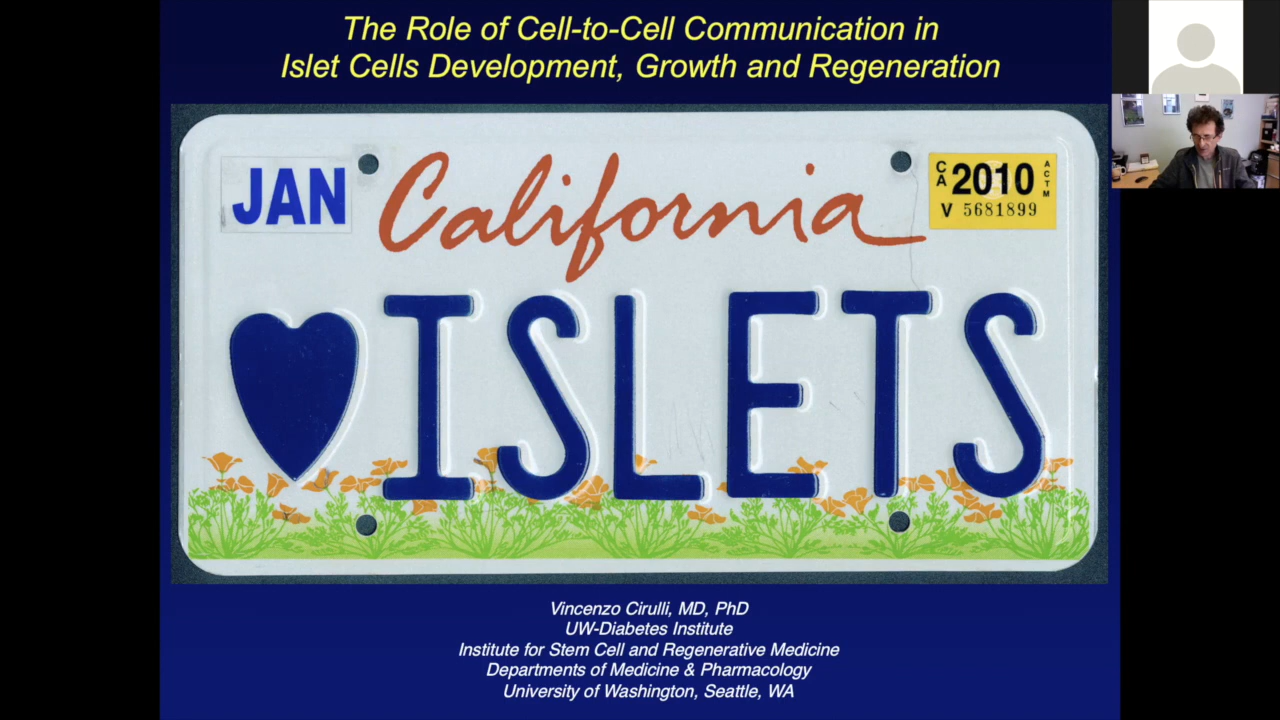 The Role of Cell-to-Cell Communication in
Islet Cells Development, Growth and Regeneration
JAN
California
CA
2010
ACTM
V 5681899
ISLETS
Vincenzo Cirulli, MD, PhD
UW-Diabetes Institute
Institute for Stem Cell and Regenerative Medicine
Departments of Medicine & Pharmacology
University of Washington, Seattle, WA